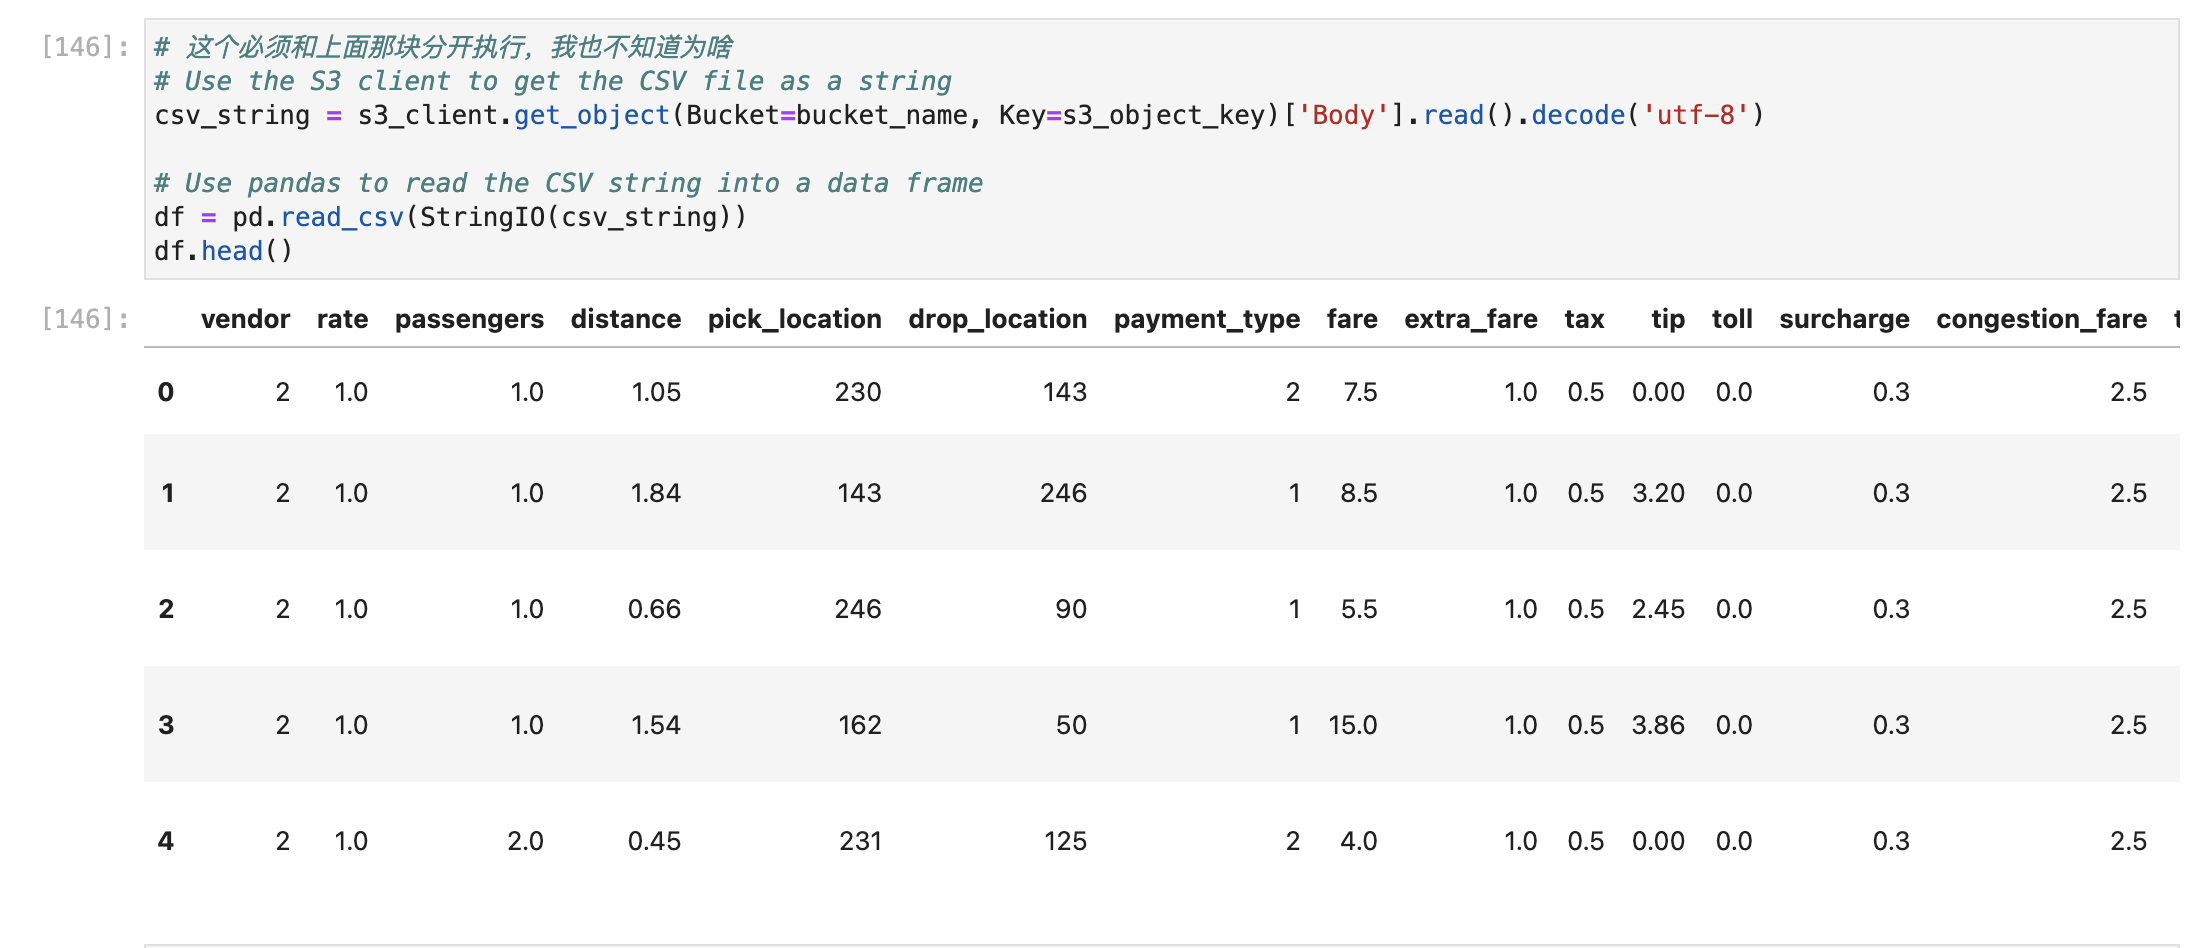 [146]: # 这个必须和上面那块分开执行，我也不知道为啥
# Use the S3 client to get the CSV file as a string
csv_string = s3_client.get_object(Bucket=bucket_name, Key=s3_object_key)['Body'].read().decode('utf-8')
# Use pandas to read the CSV string into a data frame
df = pd.read_csv(StringIO(csv_string))
df.head()
[146]: vendor rate passengers distance pick_location drop_location payment_type fare extra_fare tax tip toll surcharge congestion_fare
0 2 1.0 1.0 1.05 230 143 2 7.5 1.0 0.5 0.00 0.0 0.3 2.5
1 2 1.0 1.0 1.84 143 246 1 8.5 1.0 0.5 3.20 0.0 0.3 2.5
2 2 1.0 1.0 0.66 246 90 1 5.5 1.0 0.5 2.45 0.0 0.3 2.5
3 2 1.0 1.0 1.54 162 50 1 15.0 1.0 0.5 3.86 0.0 0.3 2.5
4 2 1.0 2.0 0.45 231 125 2 4.0 1.0 0.5 0.00 0.0 0.3 2.5